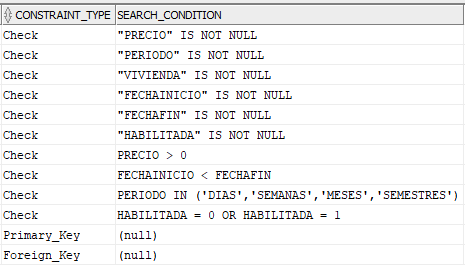 CONSTRAINT_TYPE SEARCH_CONDITION
Check "PRECIO" IS NOT NULL
Check "PERIODO" IS NOT NULL
Check "VIVIENDA" IS NOT NULL
Check "FECHAINICIO" IS NOT NULL
Check "FECHAFIN" IS NOT NULL
Check "HABILITADA" IS NOT NULL
Check PRECIO > 0
Check FECHAINICIO < FECHAFIN
Check PERIODO IN ('DIAS','SEMANAS','MESES','SEMESTRES')
Check HABILITADA = 0 OR HABILITADA = 1
Primary_Key (null)
Foreign_Key (null)